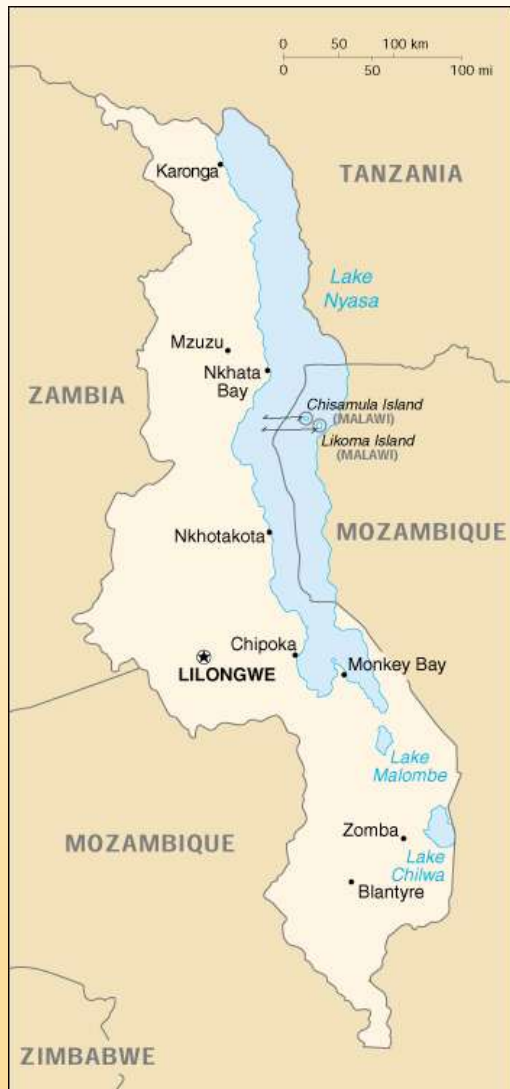 0 50 100 km
0 50 100 mi
Karonga
TANZANIA
Lake
Nyasa
Mzuzu
Nkhata
Bay
ZAMBIA
Chisamula Island
(MALAWI)
Likoma Island
(MALAWI)
Nkhotakota
MOZAMBIQUE
Chipoka
LILONGWE
Monkey Bay
Lake
Malombe
Zomba
MOZAMBIQUE
Lake
Chilwa
Blantyre
ZIMBABWE